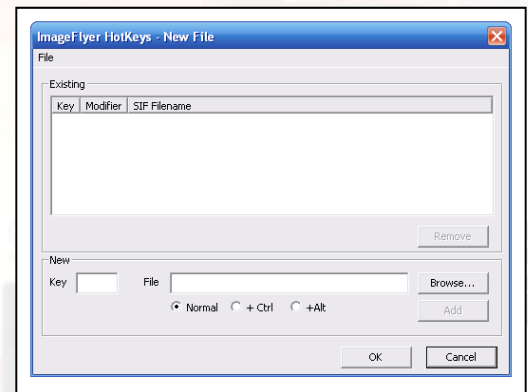 ImageFlyer HotKeys - New File
File
Existing
Key Modifier SIF Filename
Remove
New
Key File Browse...
Normal + Ctrl +Alt Add
OK Cancel